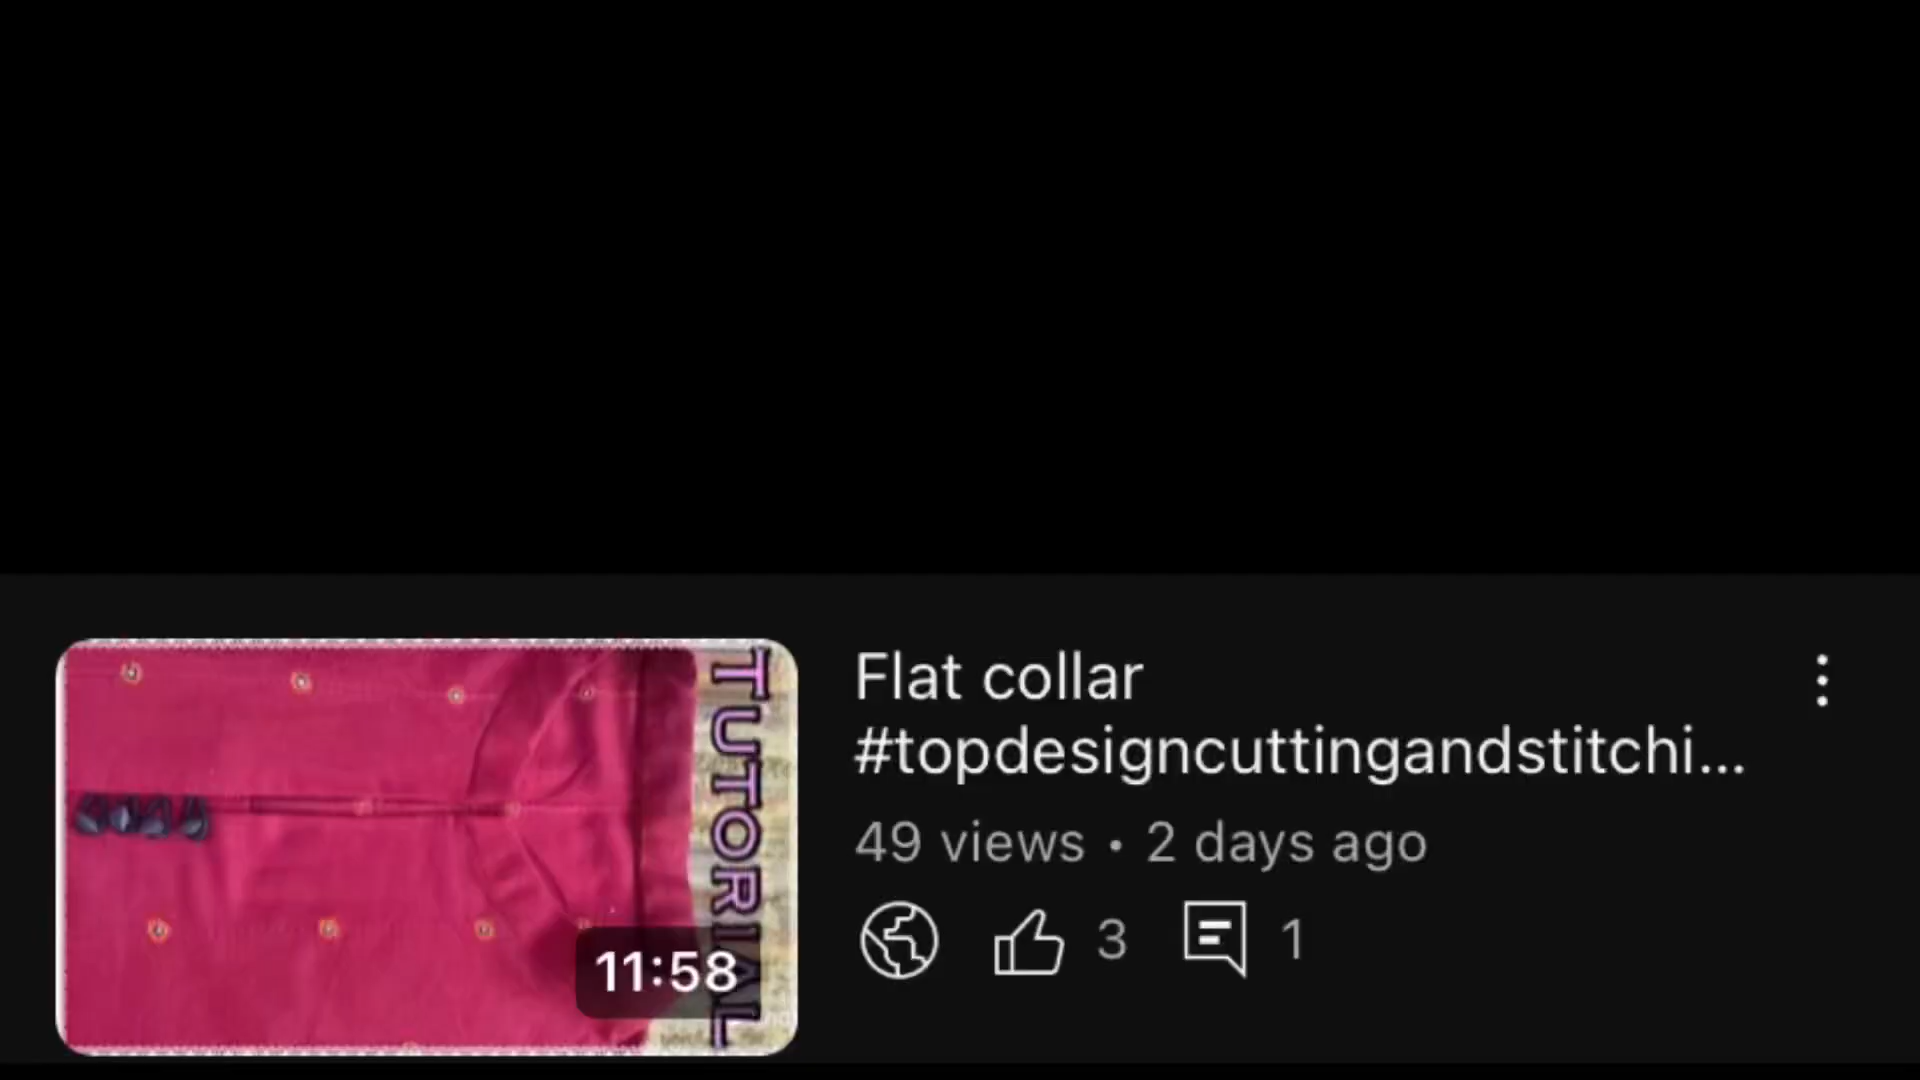 TUTORIAL
11:58
Flat collar
#topdesigncuttingandstitchi...
49 views • 2 days ago
3
1